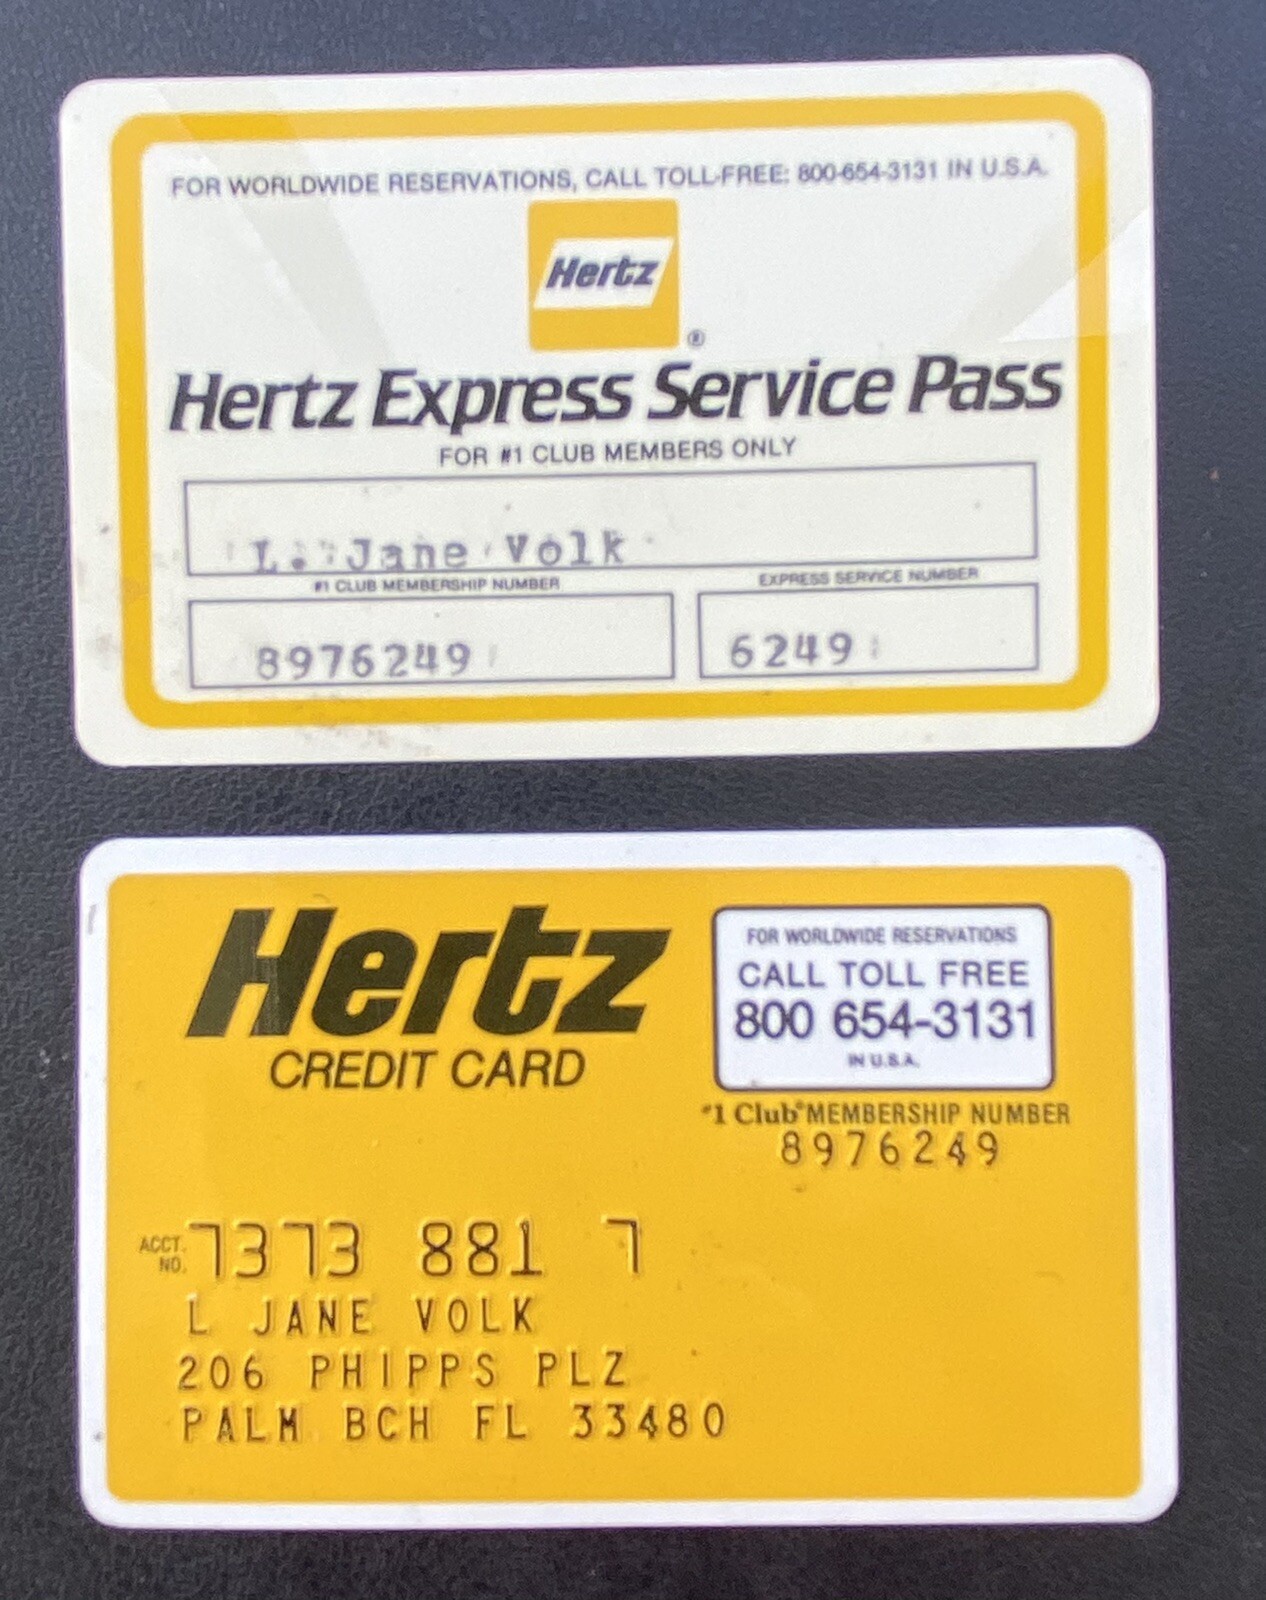 FOR WORLDWIDE RESERVATIONS, CALL TOLL-FREE: 800-654-3131 IN U.S.A.
Hertz
®
Hertz Express Service Pass
FOR #1 CLUB MEMBERS ONLY
L. Jane Volk
#1 CLUB MEMBERSHIP NUMBER EXPRESS SERVICE NUMBER
8976249 6249
Hertz
CREDIT CARD
FOR WORLDWIDE RESERVATIONS
CALL TOLL FREE
800 654-3131
IN U.S.A.
#1 Club® MEMBERSHIP NUMBER
8976249
ACCT. NO. 7373 881 7
L JANE VOLK
206 PHIPPS PLZ
PALM BCH FL 33480